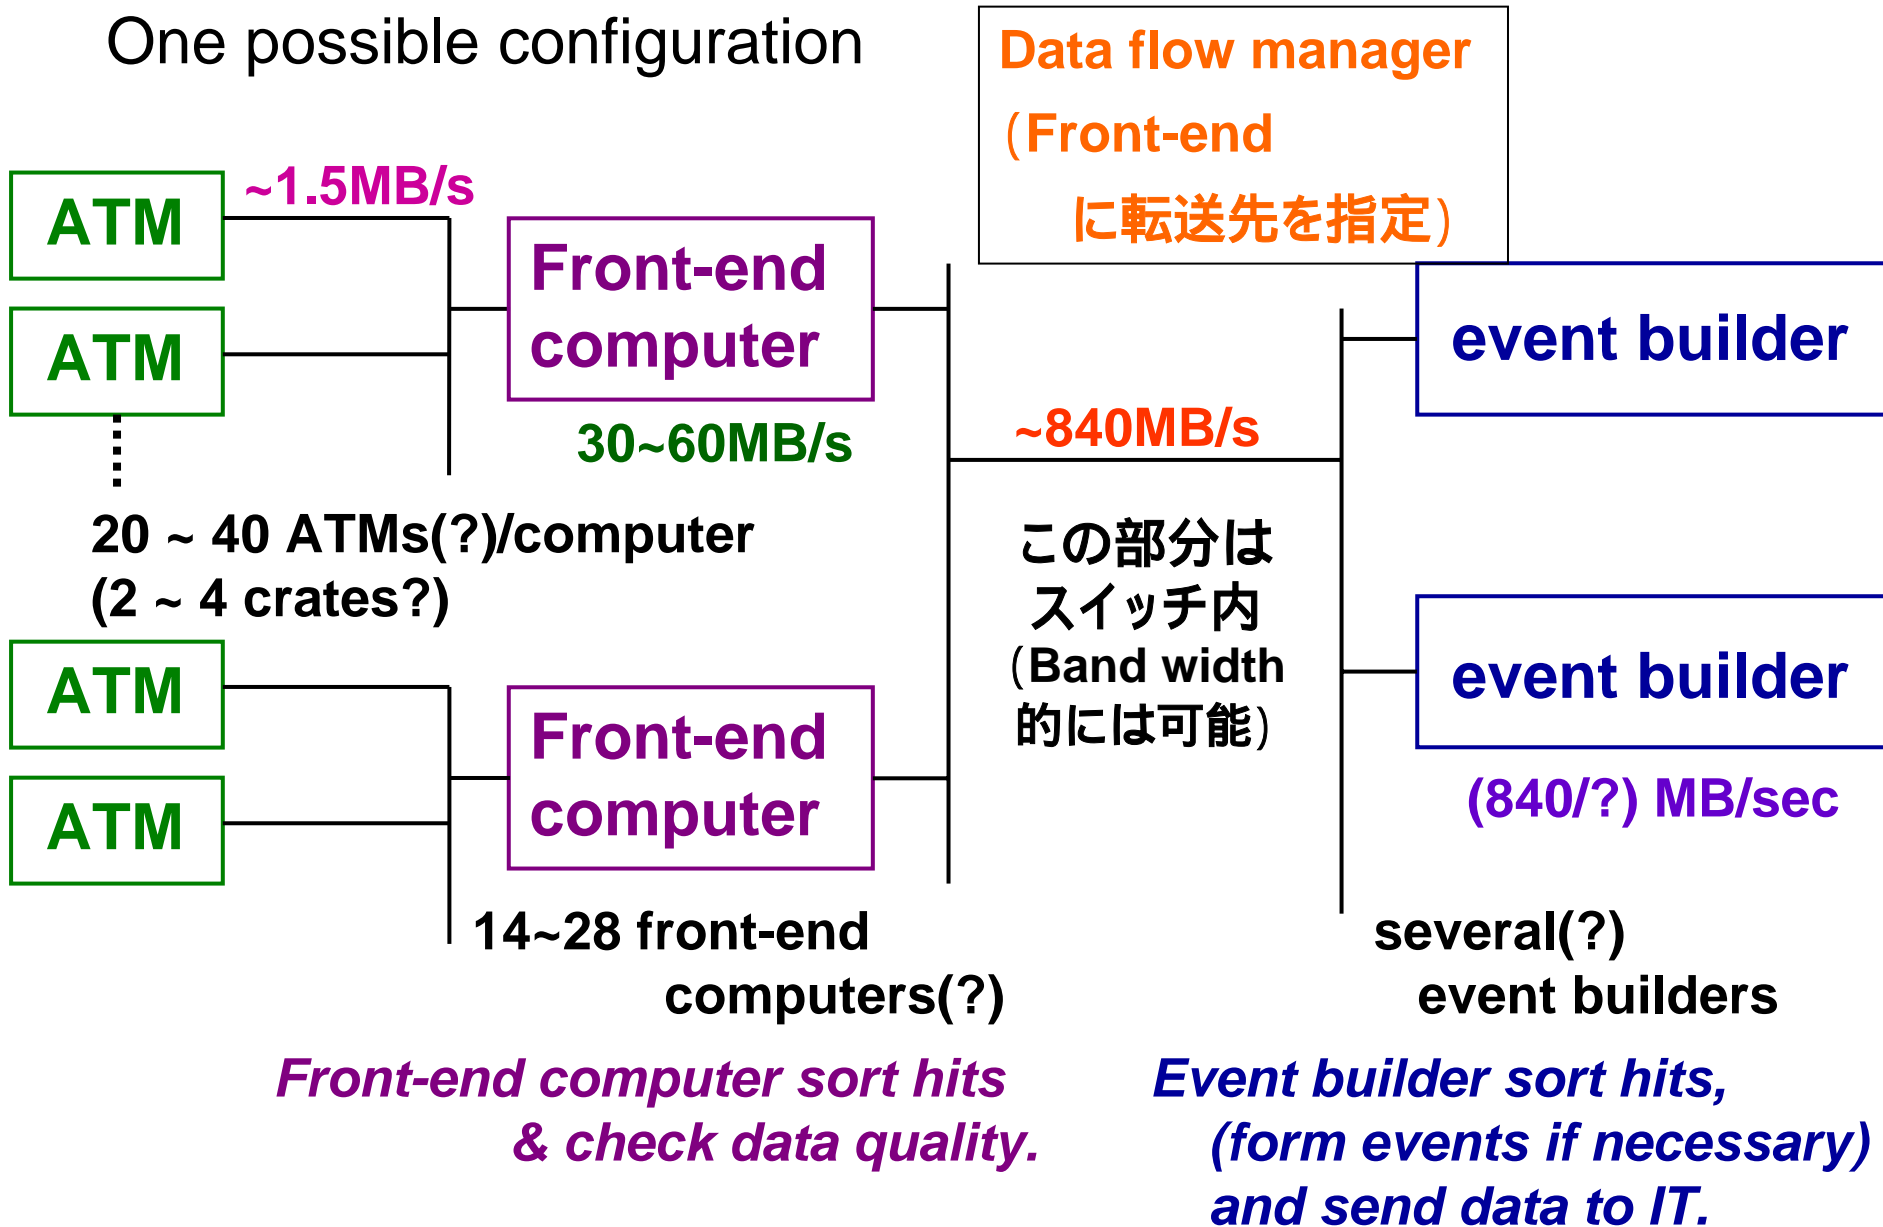 One possible configuration
Data flow manager
（Front-end
に転送先を指定）
ATM
~1.5MB/s
ATM
Front-end
computer
30~60MB/s
20 ~ 40 ATMs(?)/computer
(2 ~ 4 crates?)
~840MB/s
この部分は
スイッチ内
（Band width
的には可能）
event builder
event builder
(840/?) MB/sec
ATM
ATM
Front-end
computer
14~28 front-end
computers(?)
several(?)
event builders
Front-end computer sort hits
& check data quality.
Event builder sort hits,
(form events if necessary)
and send data to IT.